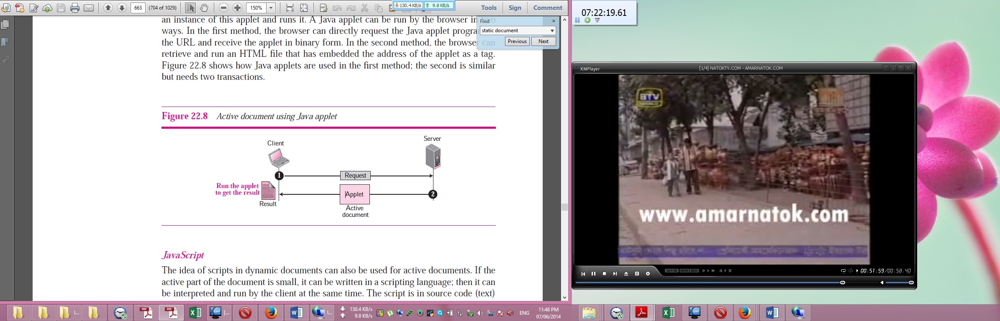 663
(704 of 1029)
150%
130.4 KB/s
9.8 KB/s
Tools
Sign
Comment
an instance of this applet and runs it. A Java applet can be run by the browser in two
ways. In the first method, the browser can directly request the Java applet
the URL and receive the applet in binary form. In the second method, the browser can
retrieve and run an HTML file that has embedded the address of the applet as a tag.
Figure 22.8 shows how Java applets are used in the first method; the second is similar
but needs two transactions.
Find
static document
Previous
Next
Figure 22.8 Active document using Java applet
Client
Server
1
Request
Run the applet
to get the result
Applet
2
Result
Active
document
JavaScript
The idea of scripts in dynamic documents can also be used for active documents. If the
active part of the document is small, it can be written in a scripting language; then it can
be interpreted and run by the client at the same time. The script is in source code (text)
130.4 KB/s
9.8 KB/s
ENG
11:48 PM
07/06/2014
07:22:19.61
KMPlayer
[1/4] NATOKTV.COM - AMARNATOK.COM
BTV
www.amarnatok.com
WMV9 WMA 2CH
A B
00:51:59/00:58:40